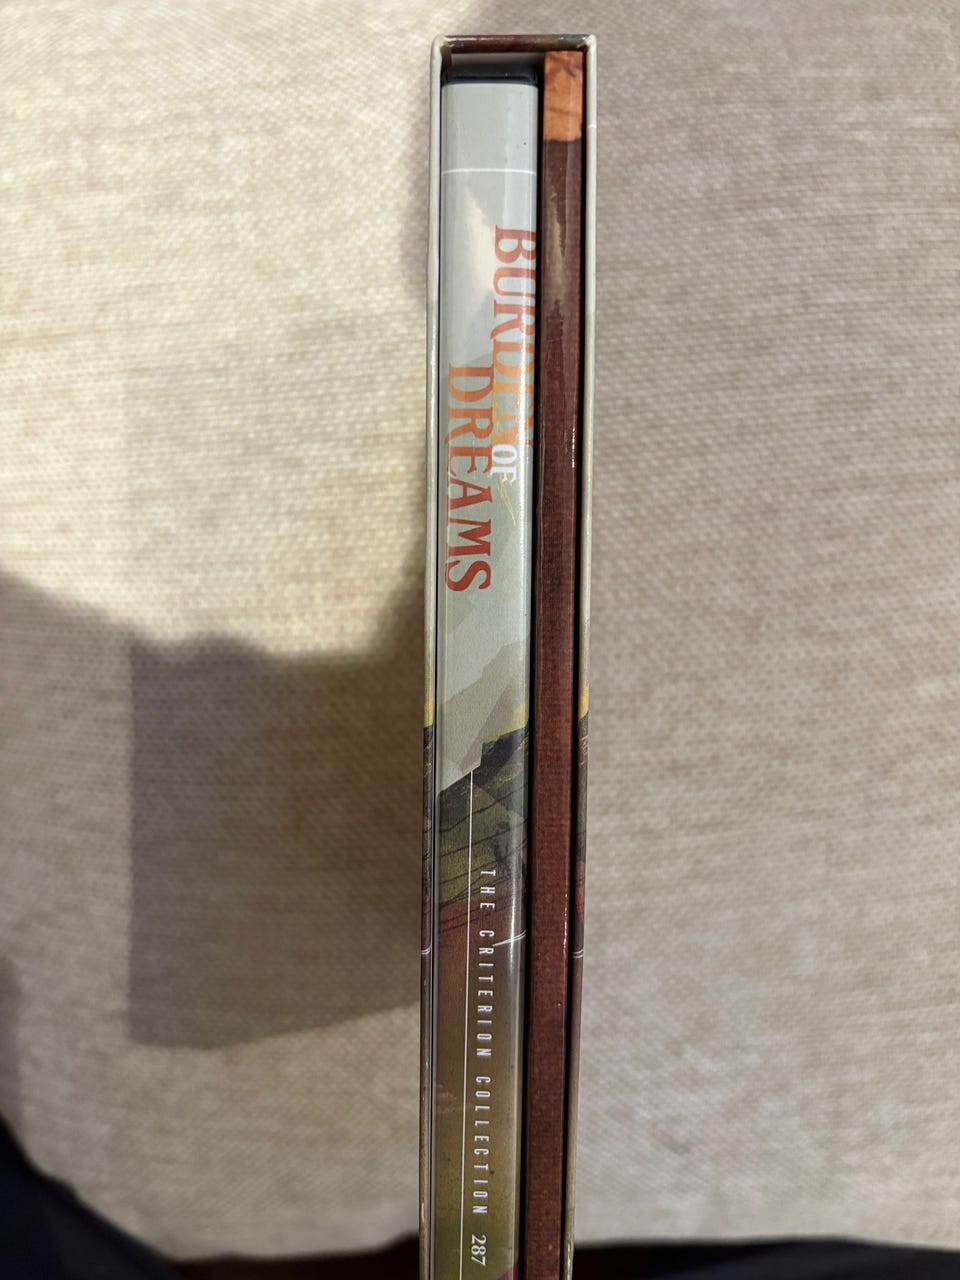 BURDEN
OF
DREAMS
THE CRITERION COLLECTION 287